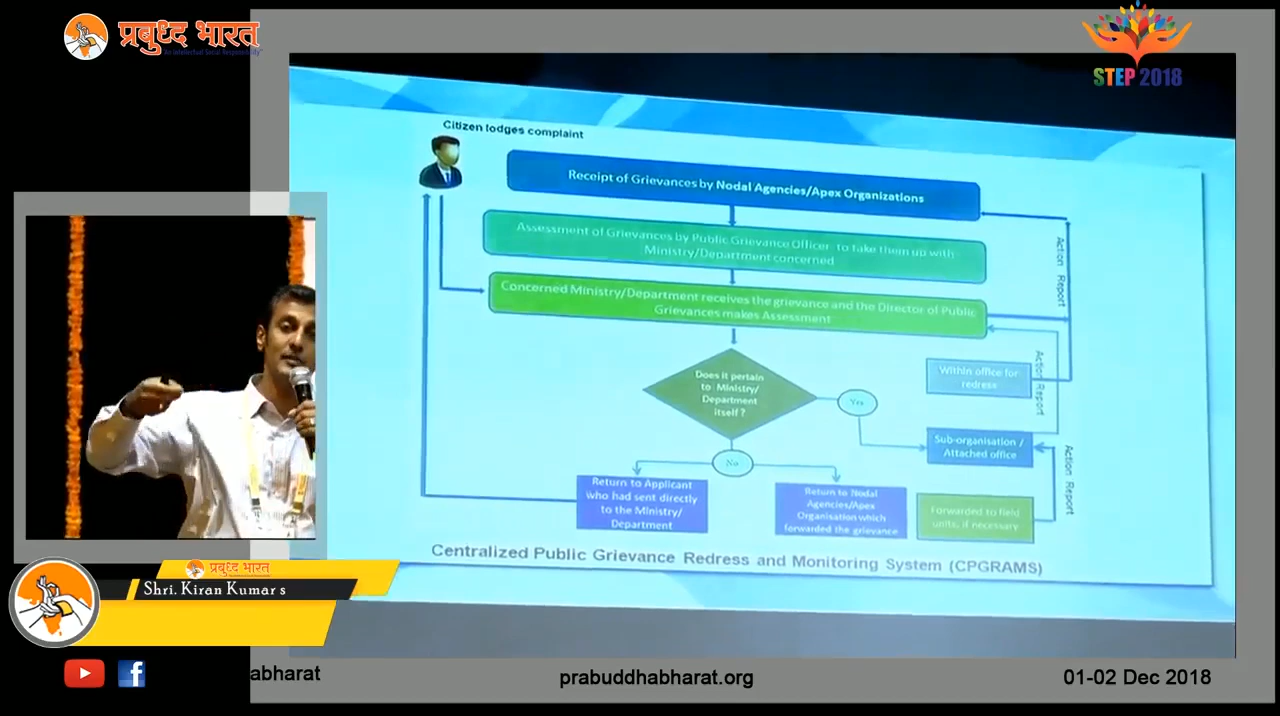 प्रबुध्द भारत
"An Intellectual Social Responsibility"
STEP 2018
Citizen lodges complaint
Receipt of Grievances by Nodal Agencies/Apex Organizations
Assessment of Grievances by Public Grievance Officer to take them up with
Ministry/Department concerned
Concerned Ministry/Department receives the grievance and the Director of Public
Grievances makes Assessment
Action Report
Does it pertain
to Ministry/
Department
itself ?
Yes
Within office for
redress
Action Report
Sub-organisation /
Attached office
No
Action Report
Return to Applicant
who had sent directly
to the Ministry/
Department
Return to Nodal
Agencies/Apex
Organisation which
forwarded the grievance
Forwarded to field
units, if necessary
Centralized Public Grievance Redress and Monitoring System (CPGRAMS)
प्रबुध्द भारत
Shri. Kiran Kumar s
abharat
prabuddhabharat.org
01-02 Dec 2018